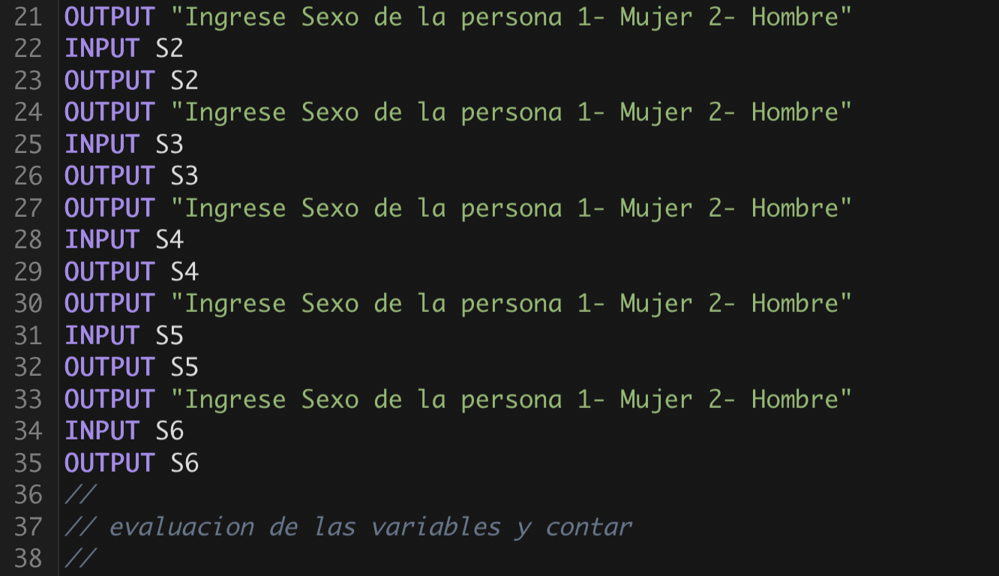 21 OUTPUT "Ingrese Sexo de la persona 1- Mujer 2- Hombre"
22 INPUT S2
23 OUTPUT S2
24 OUTPUT "Ingrese Sexo de la persona 1- Mujer 2- Hombre"
25 INPUT S3
26 OUTPUT S3
27 OUTPUT "Ingrese Sexo de la persona 1- Mujer 2- Hombre"
28 INPUT S4
29 OUTPUT S4
30 OUTPUT "Ingrese Sexo de la persona 1- Mujer 2- Hombre"
31 INPUT S5
32 OUTPUT S5
33 OUTPUT "Ingrese Sexo de la persona 1- Mujer 2- Hombre"
34 INPUT S6
35 OUTPUT S6
36 //
37 // evaluacion de las variables y contar
38 //